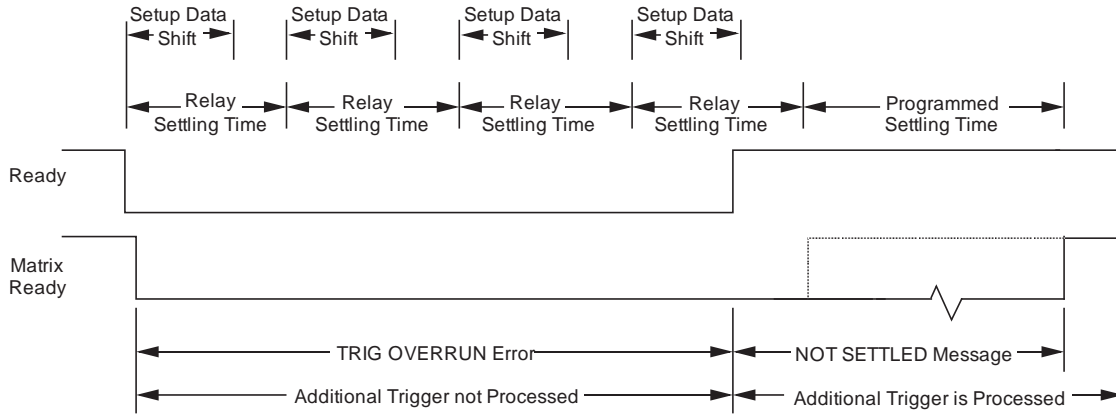 Setup Data
Shift
Setup Data
Shift
Setup Data
Shift
Setup Data
Shift
Relay
Settling Time
Relay
Settling Time
Relay
Settling Time
Relay
Settling Time
Programmed
Settling Time
Ready
Matrix
Ready
TRIG OVERRUN Error
NOT SETTLED Message
Additional Trigger not Processed
Additional Trigger is Processed